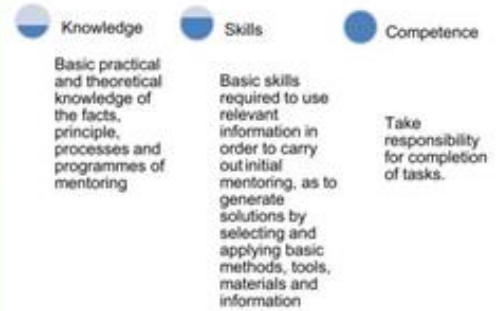 Knowledge
Basic practical
and theoretical
knowledge of
the facts,
principle,
processes and
programmes of
mentoring
Skills
Basic skills
required to use
relevant
information in
order to carry
outinitial
mentoring, as to
generate
solutions by
selecting and
applying basic
methods, tools,
materials and
information
Competence
Take
responsibility
for completion
of tasks.